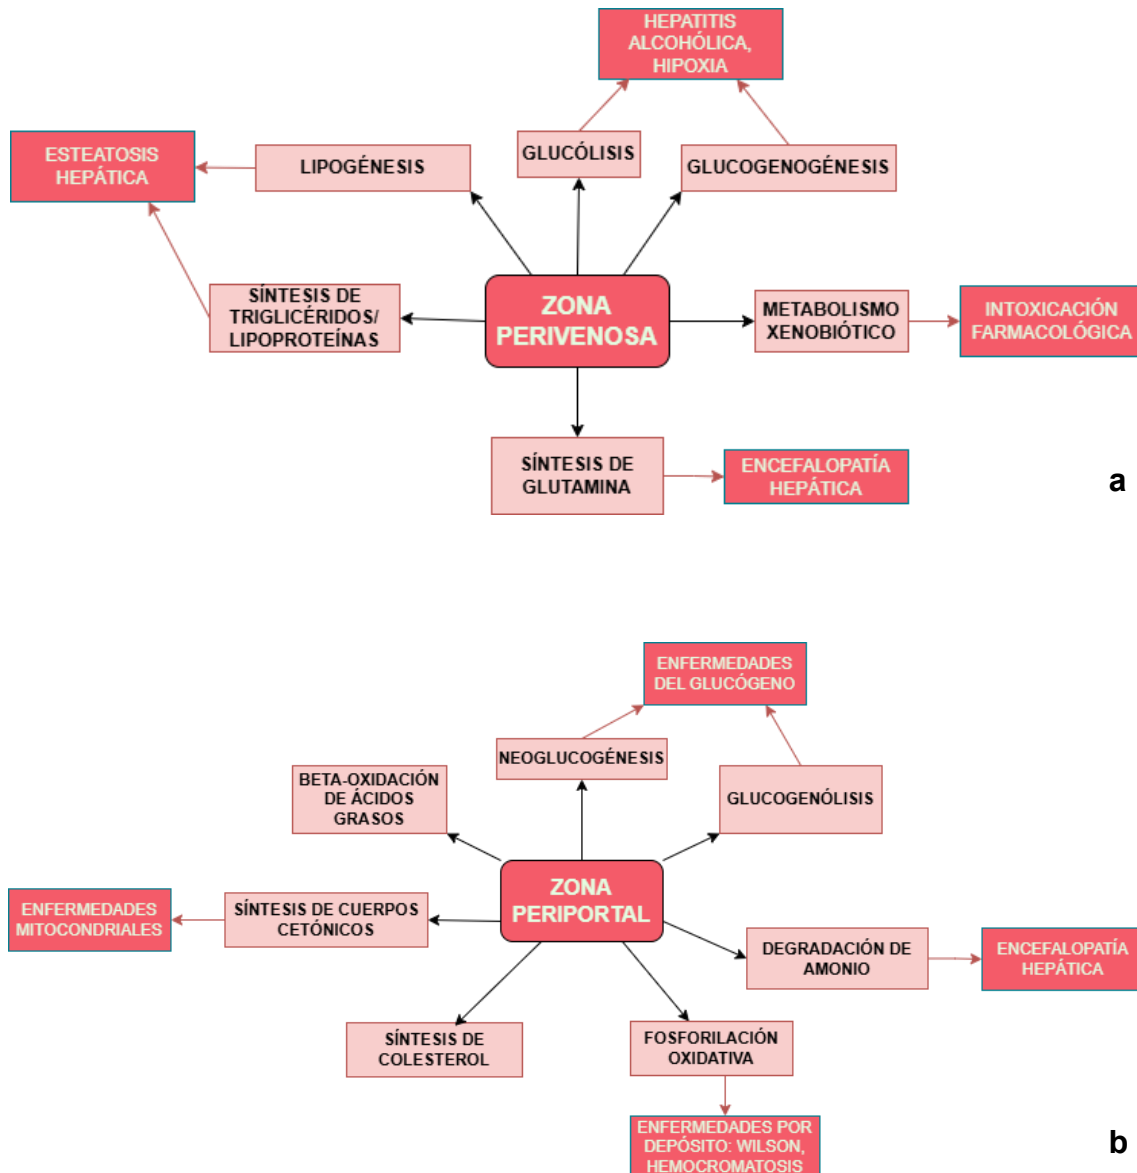 HEPATITIS
ALCOHÓLICA,
HIPOXIA
ESTEATOSIS
HEPÁTICA
LIPOGÉNESIS
GLUCÓLISIS
GLUCOGENOGÉNESIS
SÍNTESIS DE
TRIGLICÉRIDOS/
LIPOPROTEÍNAS
ZONA
PERIVENOSA
METABOLISMO
XENOBIÓTICO
INTOXICACIÓN
FARMACOLÓGICA
SÍNTESIS DE
GLUTAMINA
ENCEFALOPATÍA
HEPÁTICA
a
ENFERMEDADES
DEL GLUCÓGENO
NEOGLUCOGÉNESIS
BETA-OXIDACIÓN
DE ÁCIDOS
GRASOS
GLUCOGENÓLISIS
ZONA
PERIPORTAL
ENFERMEDADES
MITOCONDRIALES
SÍNTESIS DE CUERPOS
CETÓNICOS
DEGRADACIÓN DE
AMONIO
ENCEFALOPATÍA
HEPÁTICA
SÍNTESIS DE
COLESTEROL
FOSFORILACIÓN
OXIDATIVA
ENFERMEDADES POR
DEPÓSITO: WILSON,
HEMOCROMATOSIS
b